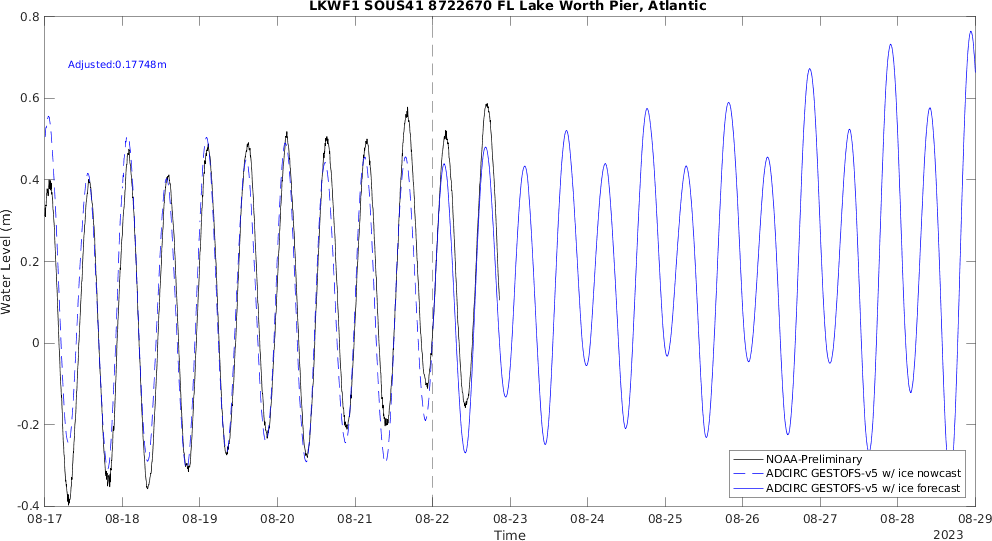 LKWF1 SOUS41 8722670 FL Lake Worth Pier, Atlantic
Adjusted:0.17748m
0.8
0.6
0.4
0.2
0
-0.2
-0.4
Water Level (m)
NOAA-Preliminary
ADCIRC GESTOFS-v5 w/ ice nowcast
ADCIRC GESTOFS-v5 w/ ice forecast
08-17 08-18 08-19 08-20 08-21 08-22 08-23 08-24 08-25 08-26 08-27 08-28 08-29
Time
2023